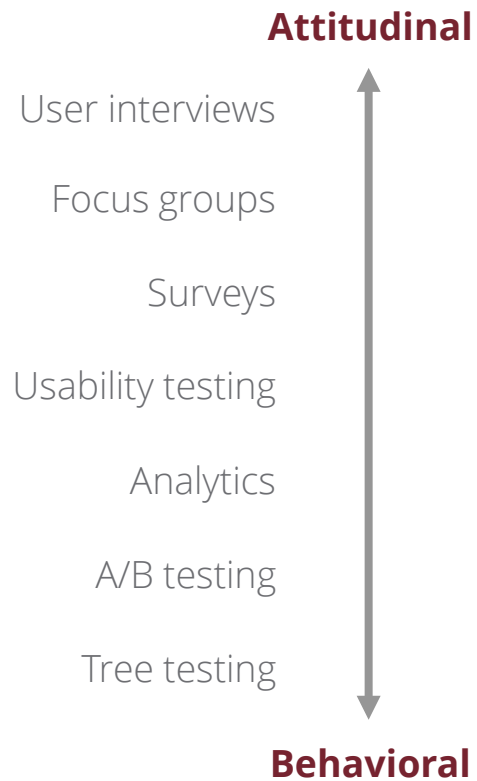 Attitudinal
User interviews
Focus groups
Surveys
Usability testing
Analytics
A/B testing
Tree testing
Behavioral